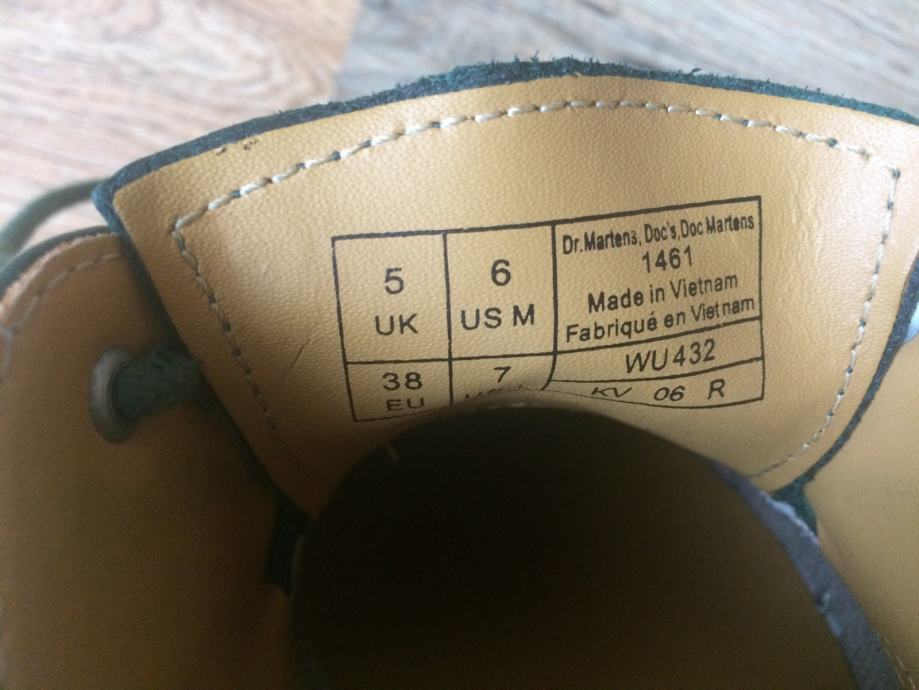 5
UK
6
US M
Dr.Martens, Doc's, Doc Martens
1461
Made in Vietnam
Fabriqué en Vietnam
38
EU
7
WU432
KV 06 R